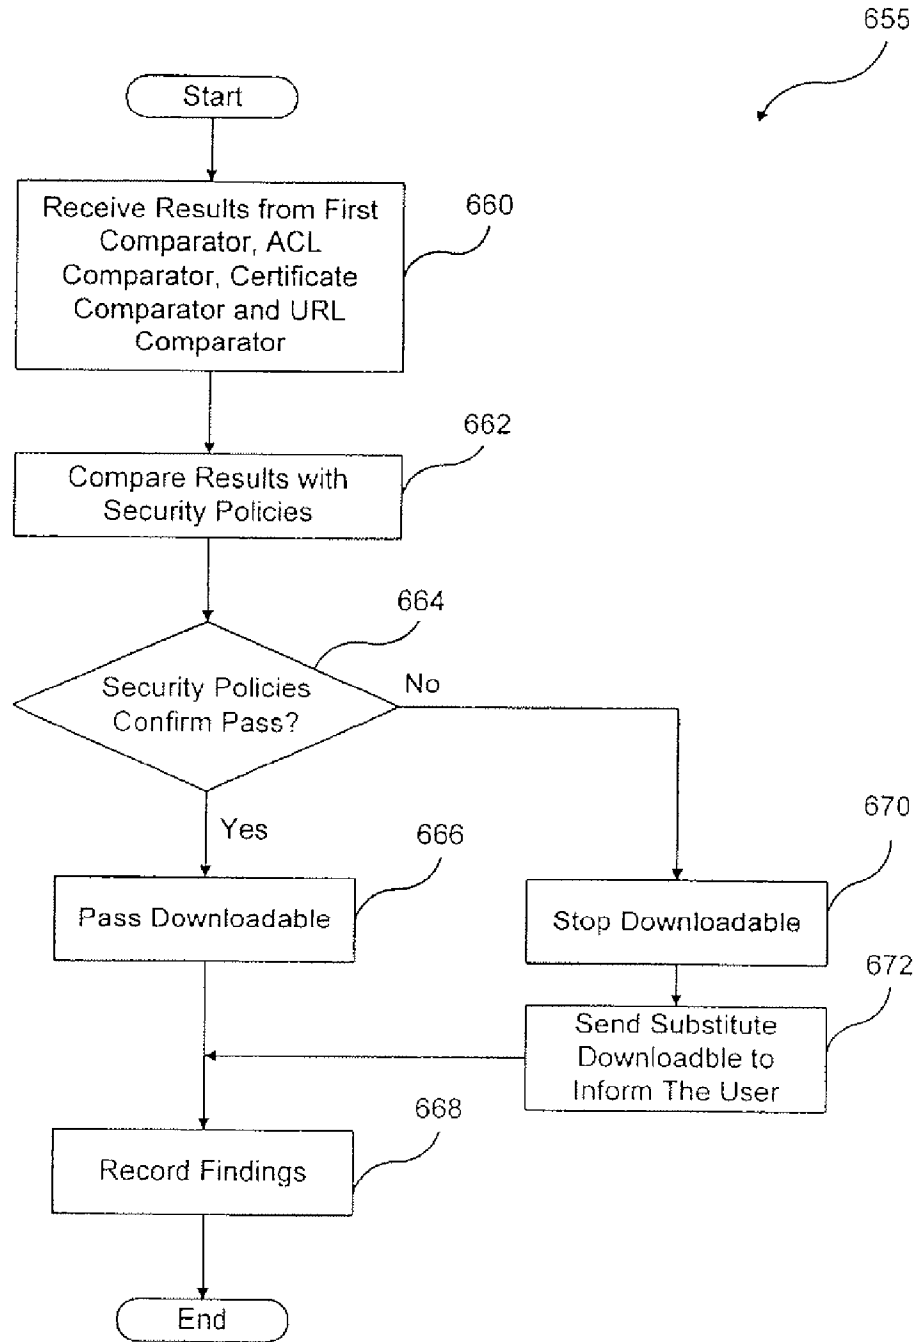 655
Start
Receive Results from First
Comparator, ACL
Comparator, Certificate
Comparator and URL
Comparator
660
Compare Results with
Security Policies
662
664
Security Policies
Confirm Pass?
No
Yes
666
Pass Downloadable
670
Stop Downloadable
672
Send Substitute
Downloadble to
Inform The User
668
Record Findings
End